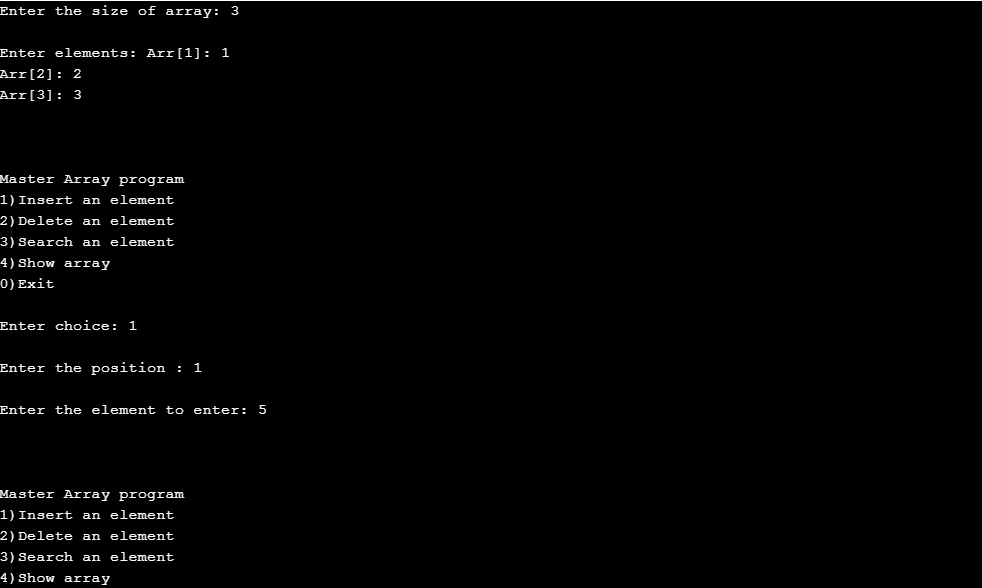 Enter the size of array: 3
Enter elements: Arr[1]: 1
Arr[2]: 2
Arr[3]: 3
Master Array program
1)Insert an element
2)Delete an element
3)Search an element
4)Show array
0)Exit
Enter choice: 1
Enter the position : 1
Enter the element to enter: 5
Master Array program
1)Insert an element
2)Delete an element
3)Search an element
4)Show array